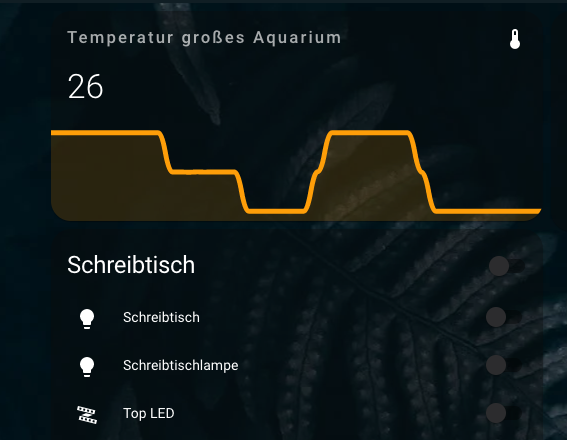 Temperatur großes Aquarium
26
Schreibtisch
Schreibtisch
Schreibtischlampe
Top LED